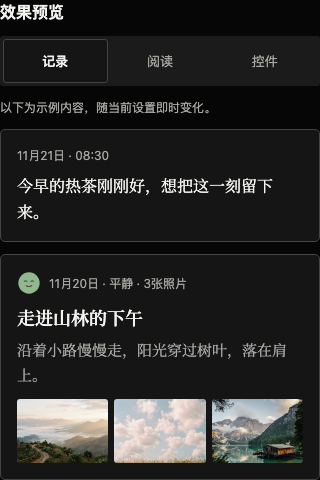 效果预览
记录
阅读
控件
以下为示例内容，随当前设置即时变化。
11月21日 · 08:30
今早的热茶刚刚好，想把这一刻留下
来。
11月20日 · 平静 · 3张照片
走进山林的下午
沿着小路慢慢走，阳光穿过树叶，落在肩
上。